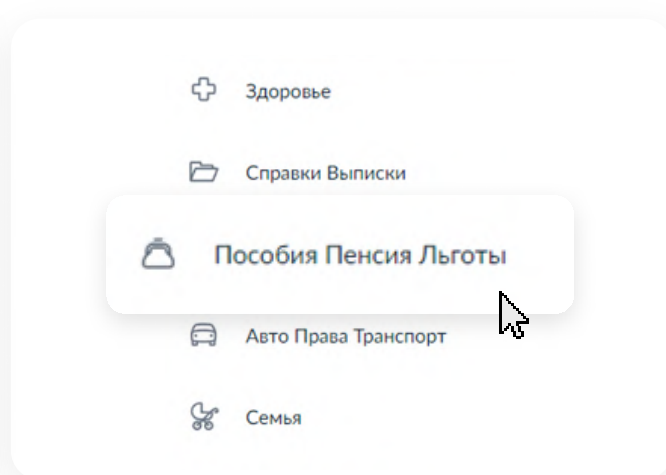 Здоровье
Справки Выписки
Пособия Пенсия Льготы
Авто Права Транспорт
Семья